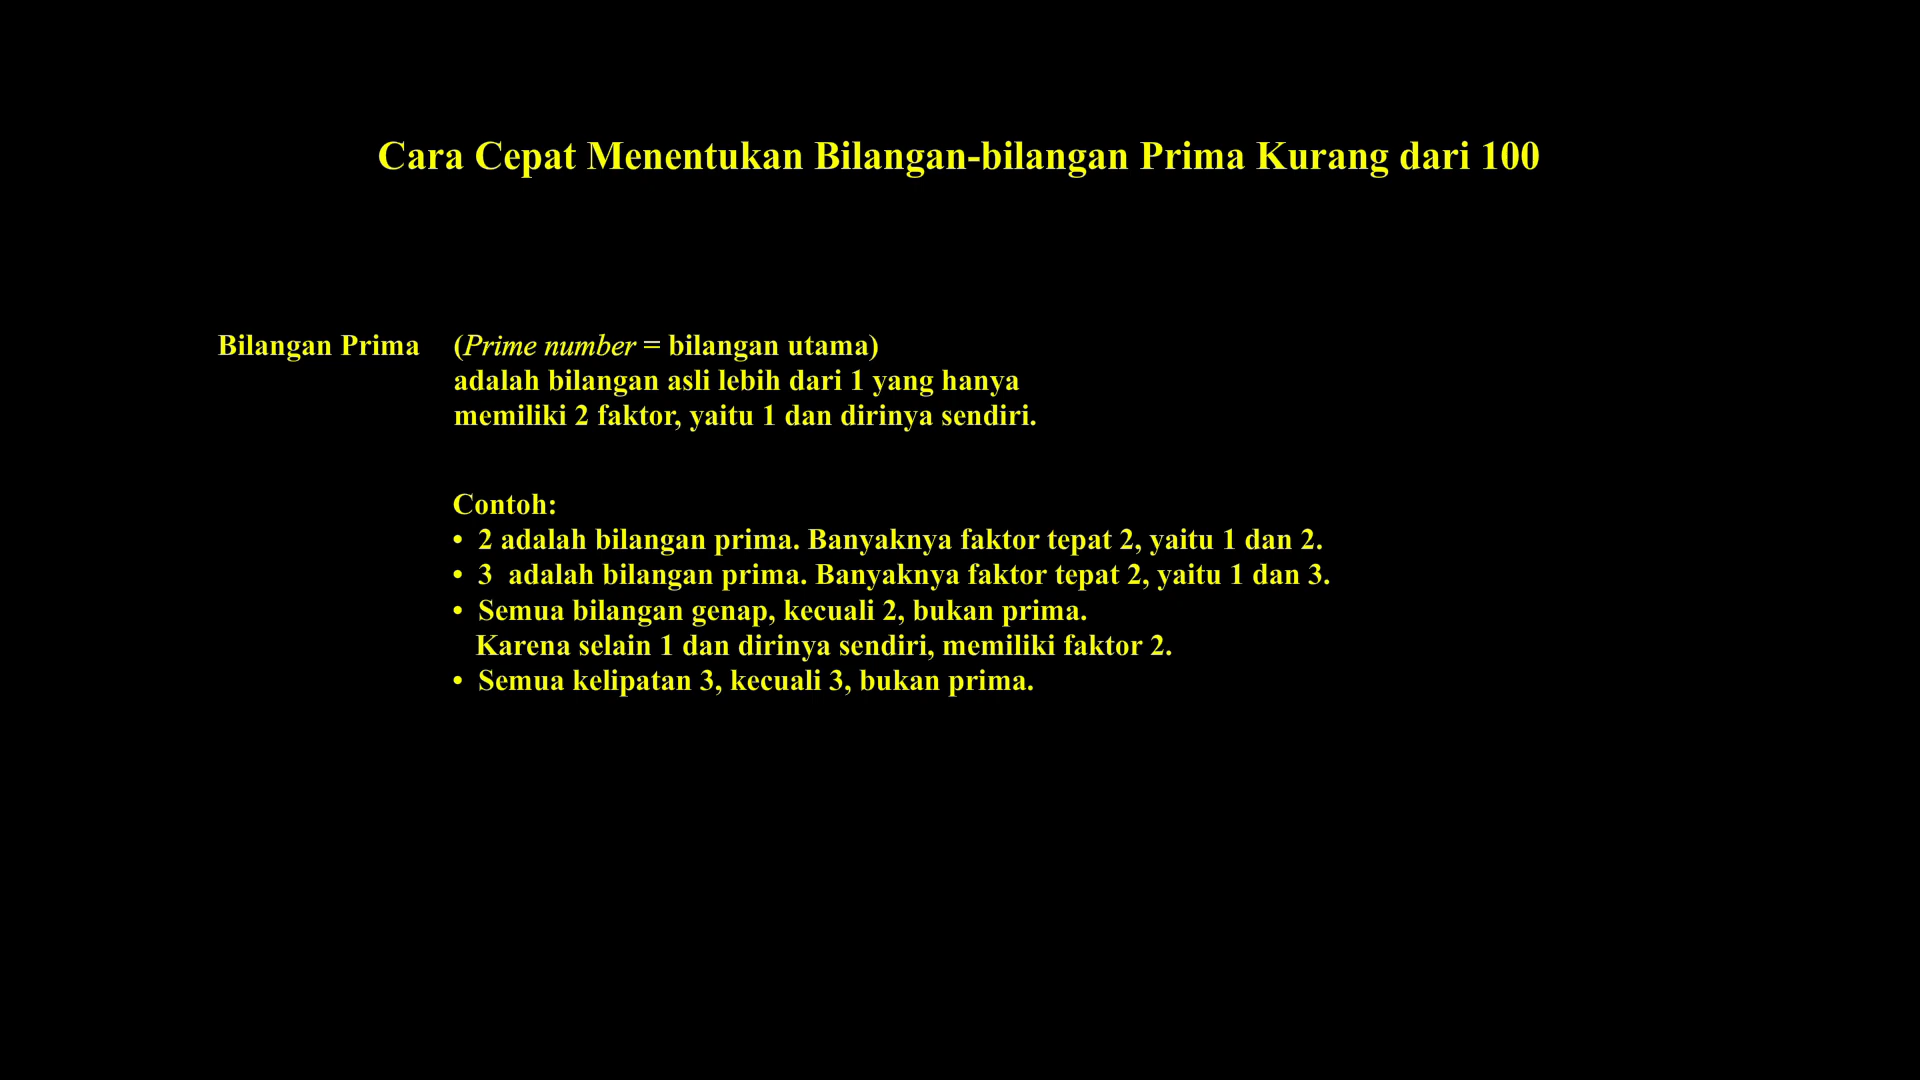 Cara Cepat Menentukan Bilangan-bilangan Prima Kurang dari 100
Bilangan Prima (Prime number = bilangan utama)
adalah bilangan asli lebih dari 1 yang hanya
memiliki 2 faktor, yaitu 1 dan dirinya sendiri.
Contoh:
• 2 adalah bilangan prima. Banyaknya faktor tepat 2, yaitu 1 dan 2.
• 3 adalah bilangan prima. Banyaknya faktor tepat 2, yaitu 1 dan 3.
• Semua bilangan genap, kecuali 2, bukan prima.
Karena selain 1 dan dirinya sendiri, memiliki faktor 2.
• Semua kelipatan 3, kecuali 3, bukan prima.